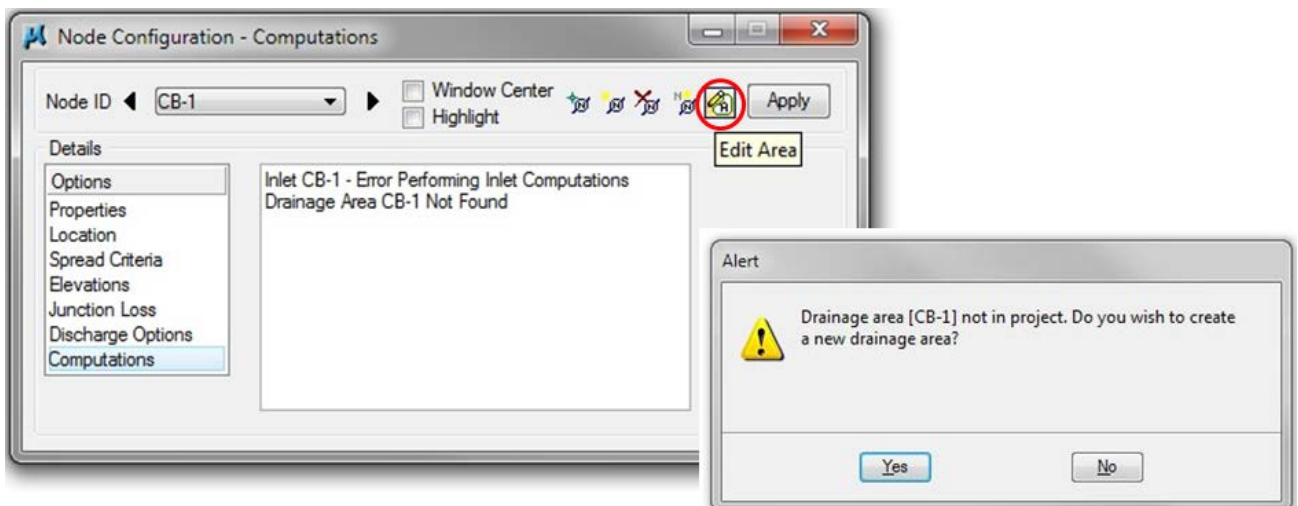 Node Configuration - Computations
Node ID CB-1
Window Center
Highlight
Apply
Edit Area
Details
Options
Properties
Location
Spread Criteria
Elevations
Junction Loss
Discharge Options
Computations
Inlet CB-1 - Error Performing Inlet Computations
Drainage Area CB-1 Not Found
Alert
Drainage area [CB-1] not in project. Do you wish to create
a new drainage area?
Yes No